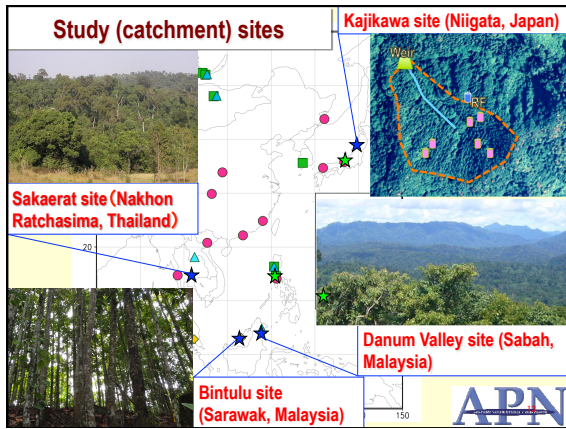 Study (catchment) sites
Kajikawa site (Niigata, Japan)
Weir
RF
Sakaerat site(Nakhon
Ratchasima, Thailand)
20
Danum Valley site (Sabah,
Malaysia)
Bintulu site
(Sarawak, Malaysia)
150
APN